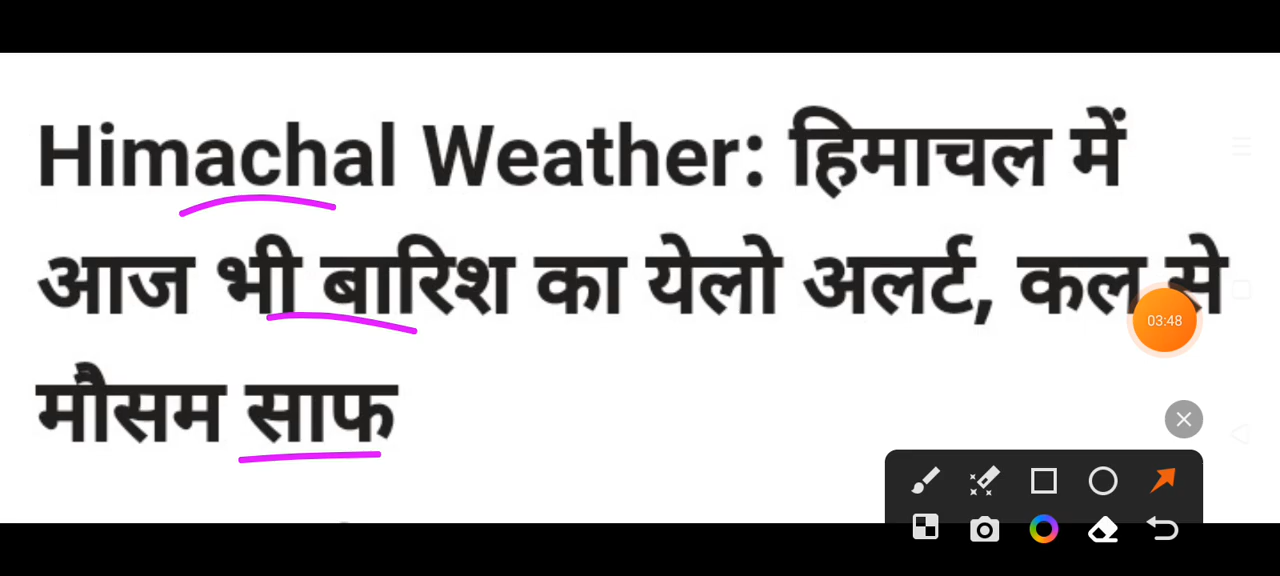 Himachal Weather: हिमाचल में
आज भी बारिश का येलो अलर्ट, कल से
मौसम साफ
03:48